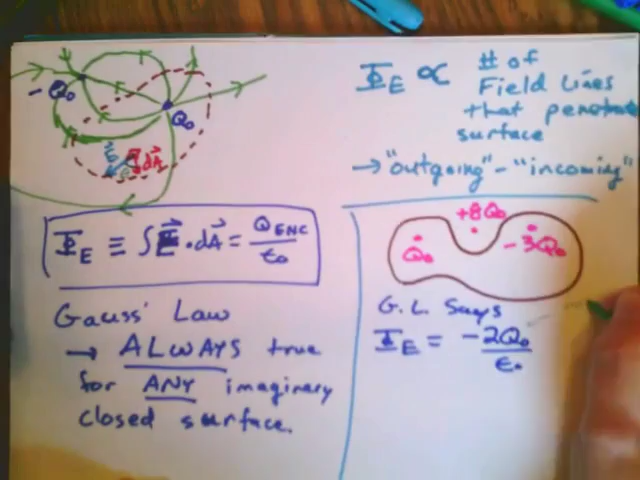 - Q₀
Q₀
E
dA
Φ_E ∝ # of
Field Lines
that penetrate
surface
→ "outgoing" - "incoming"
Φ_E ≡ ∫E⃗ · dA⃗ = Q_ENC / ε₀
Gauss' Law
→ ALWAYS true
for ANY imaginary
closed surface.
+8Q₀
Q₀
- 3Q₀
G.L. Says
Φ_E = -2Q₀ / ε₀